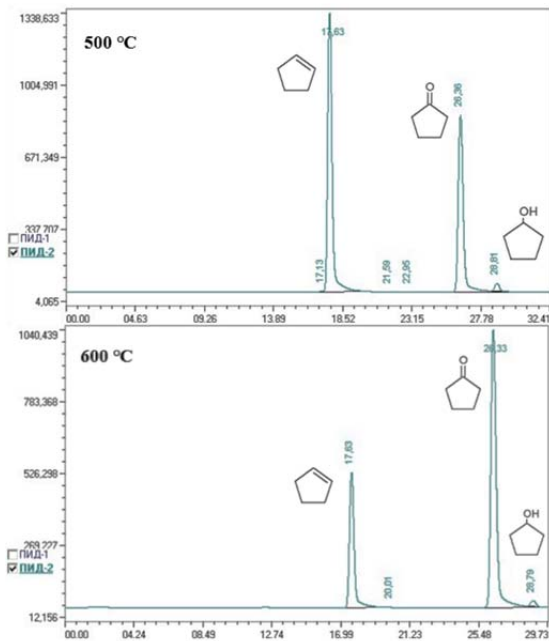 1338,633
500 °C
17,63
1004,991
O
26,36
671,349
OH
337,707
28,81
ПИД-1
17,13
21,59
22,95
ПИД-2
4,065
00.00 04.63 09.26 13.89 18.52 23.15 27.78 32.41
1040,439
600 °C
26,33
O
783,368
17,63
526,298
OH
269,227
28,79
ПИД-1
20,01
ПИД-2
12,156
00.00 04.24 08.49 12.74 16.99 21.23 25.48 29.73